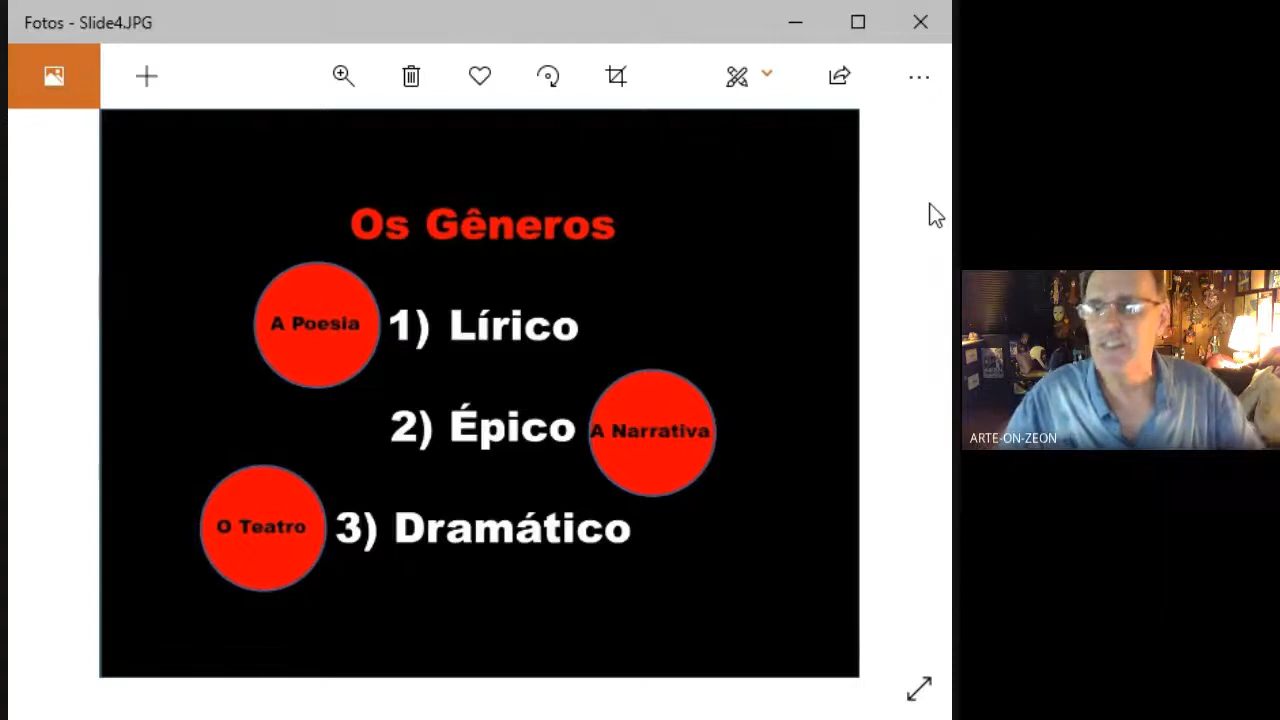 Fotos - Slide4.JPG
Os Gêneros
A Poesia
1) Lírico
2) Épico
A Narrativa
O Teatro
3) Dramático
ARTE-ON-ZEON